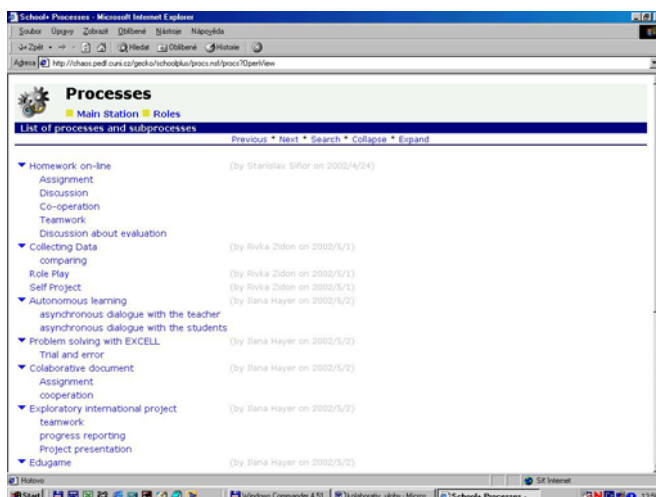 School+ Processes - Microsoft Internet Explorer
Soubor Úpravy Zobrazit Oblíbené Nástroje Nápověda
Zpět Hledat Oblíbené Historie
Adresa http://chaos.pedf.cuni.cz/gecko/schoolplus/procs.nsf/procs?OpenView
Processes
Main Station Roles
List of processes and subprocesses
Previous * Next * Search * Collapse * Expand
Homework on-line (by Stanislav Siňor on 2002/4/24)
Assignment
Discussion
Co-operation
Teamwork
Discussion about evaluation
Collecting Data (by Rivka Zidon on 2002/5/1)
comparing
Role Play (by Rivka Zidon on 2002/5/1)
Self Project (by Rivka Zidon on 2002/5/1)
Autonomous learning (by Ilana Hayer on 2002/5/2)
asynchronous dialogue with the teacher
asynchronous dialogue with the students
Problem solving with EXCELL (by Ilana Hayer on 2002/5/2)
Trial and error
Colaborative document (by Ilana Hayer on 2002/5/2)
Assignment
cooperation
Exploratory international project (by Ilana Hayer on 2002/5/2)
teamwork
progress reporting
Project presentation
Edugame (by Ilana Hayer on 2002/5/2)
Hotovo Síť Internet
Start Windows Commander 4.51 School+ Processes -